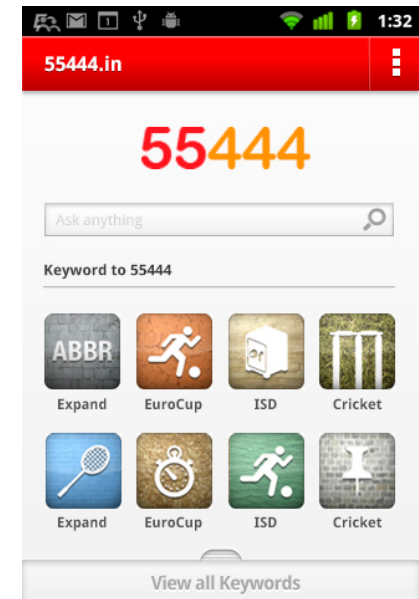 1:32
55444.in
55444
Ask anything
Keyword to 55444
ABBR
Expand EuroCup ISD Cricket
Expand EuroCup ISD Cricket
View all Keywords